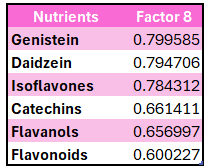 Nutrients Factor 8
Genistein 0.799585
Daidzein 0.794706
Isoflavones 0.784312
Catechins 0.661411
Flavanols 0.656997
Flavonoids 0.600227